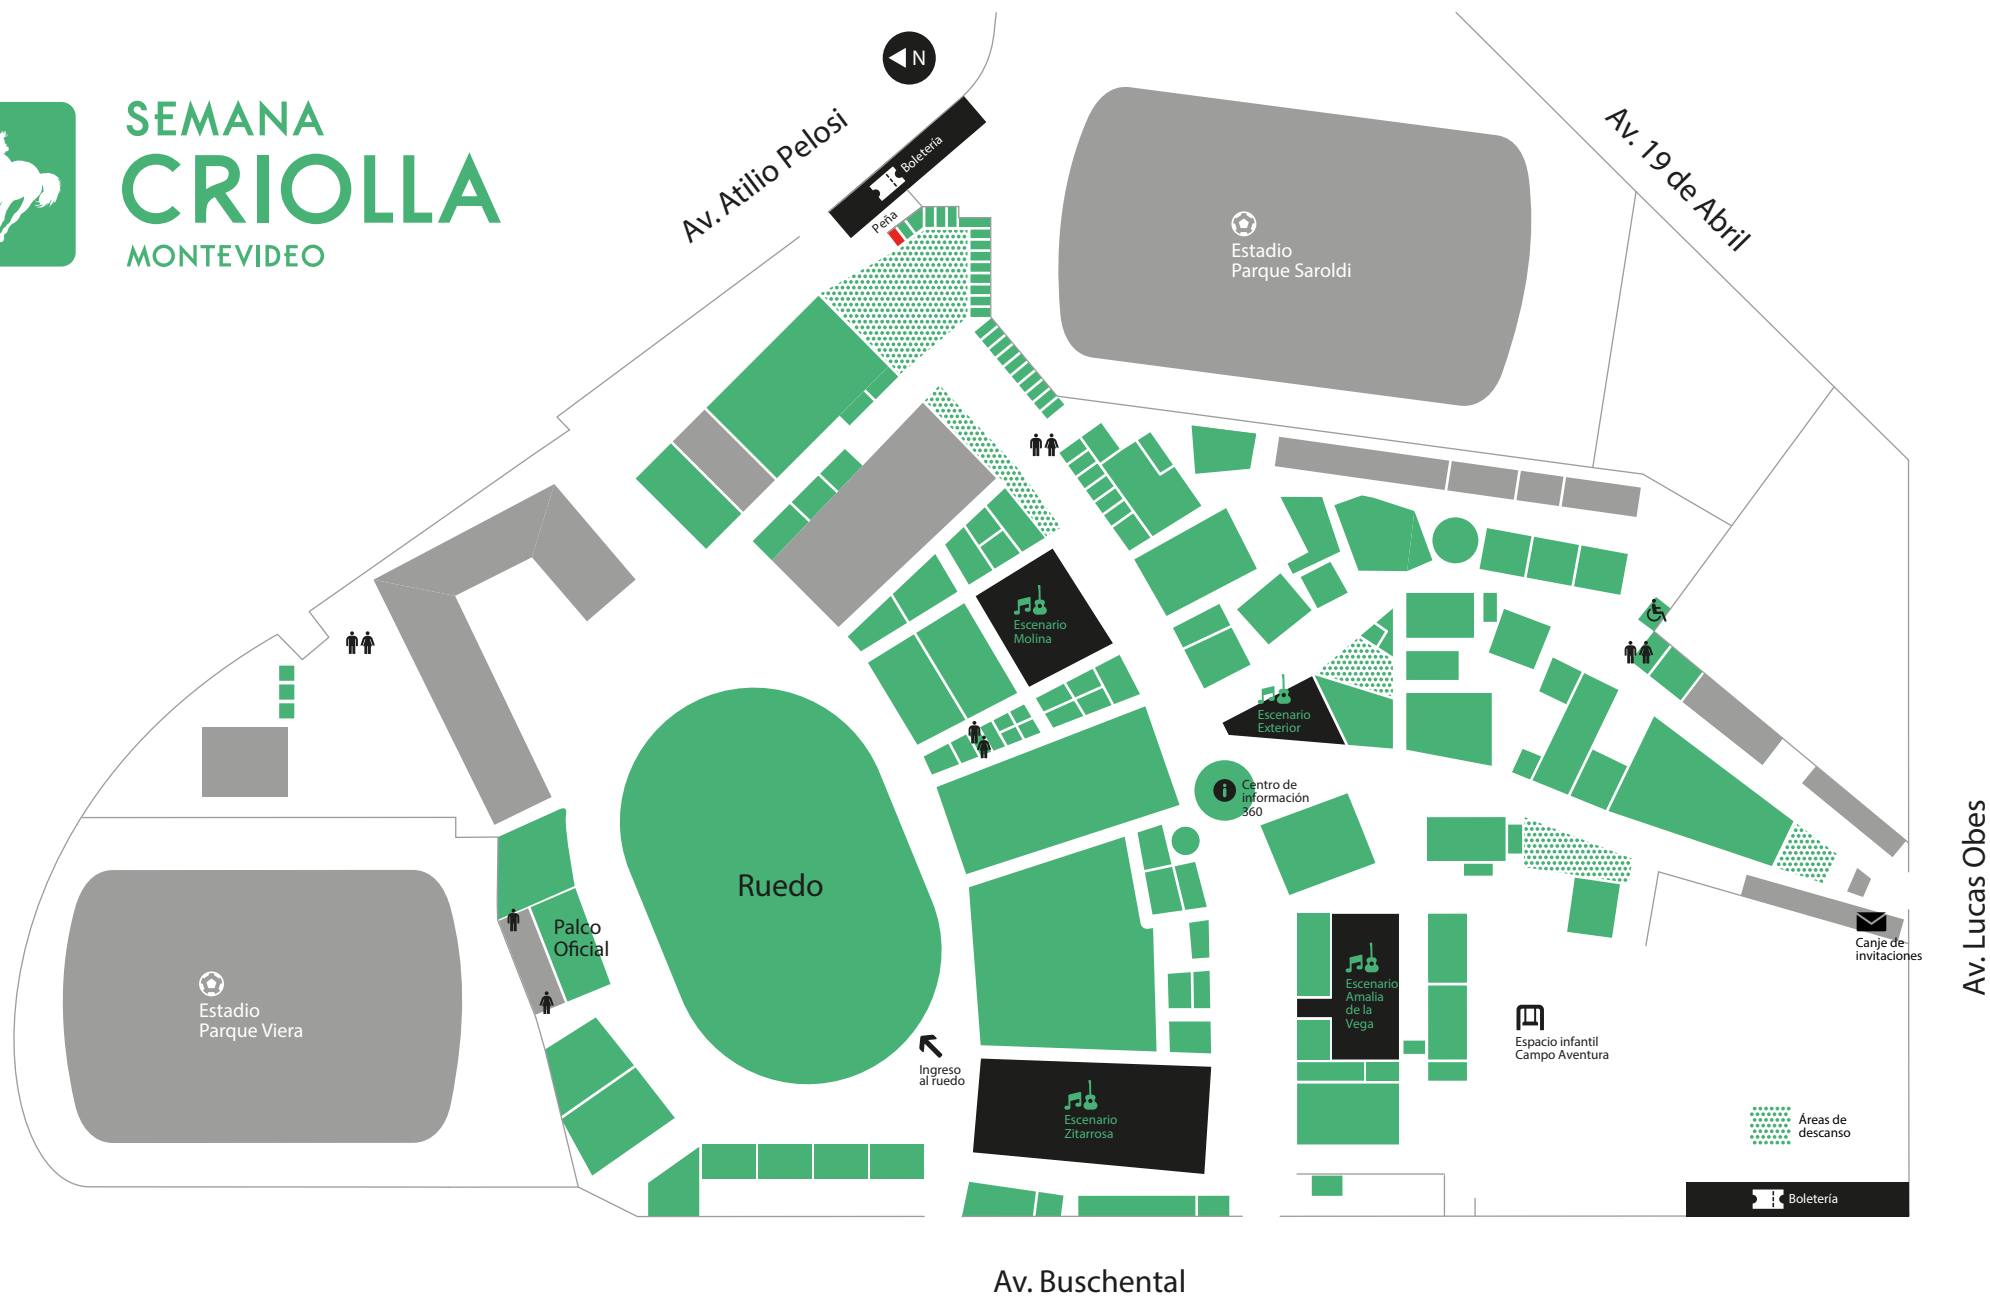 SEMANA
CRIOLLA
MONTEVIDEO
N
Av. Atilio Pelosi
Boletería
Peña
Av. 19 de Abril
Estadio
Parque Saroldi
Escenario
Molina
Escenario
Exterior
Centro de
información
360
Ruedo
Palco
Oficial
Estadio
Parque Viera
Escenario
Amalia
de la
Vega
Canje de
invitaciones
Av. Lucas Obes
Espacio infantil
Campo Aventura
Ingreso
al ruedo
Escenario
Zitarrosa
Áreas de
descanso
Boletería
Av. Buschental